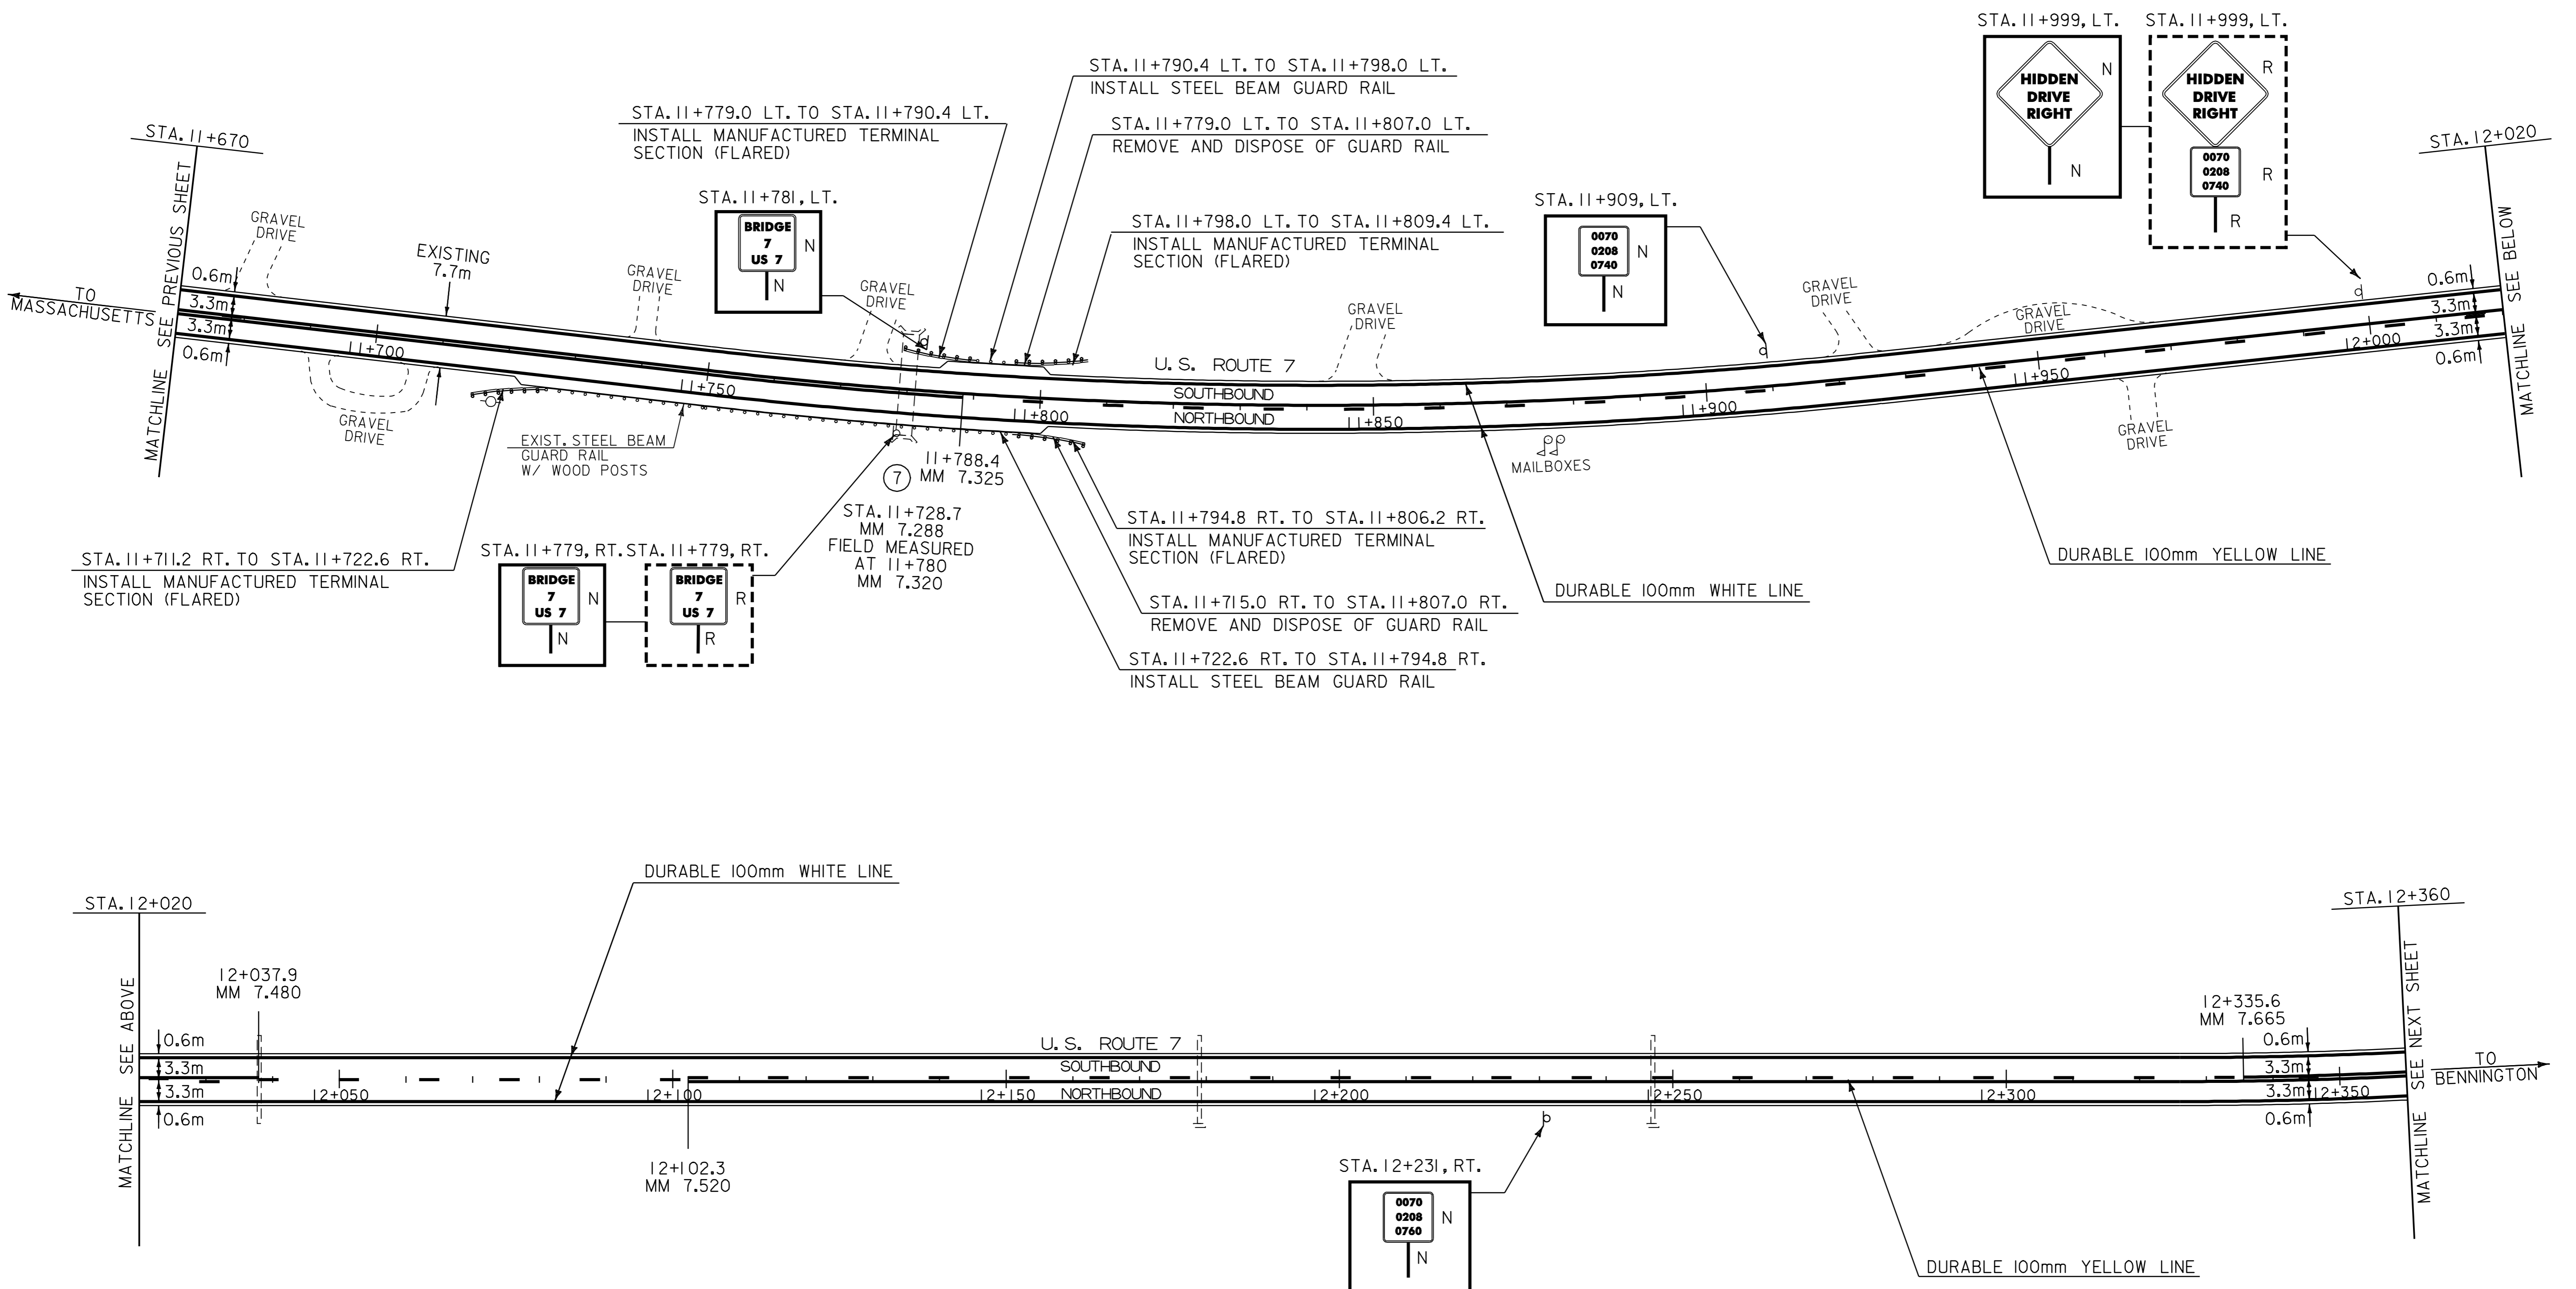 STA. 11+999, LT.
STA. 11+999, LT.
HIDDEN
DRIVE
RIGHT
N
N
HIDDEN
DRIVE
RIGHT
R
0070
0208
0740
R
R
STA. 11+790.4 LT. TO STA. 11+798.0 LT.
INSTALL STEEL BEAM GUARD RAIL
STA. 11+779.0 LT. TO STA. 11+790.4 LT.
INSTALL MANUFACTURED TERMINAL
SECTION (FLARED)
STA. 11+779.0 LT. TO STA. 11+807.0 LT.
REMOVE AND DISPOSE OF GUARD RAIL
STA. 11+670
STA. 12+020
MATCHLINE SEE PREVIOUS SHEET
STA. 11+781, LT.
BRIDGE
7
US 7
N
N
STA. 11+798.0 LT. TO STA. 11+809.4 LT.
INSTALL MANUFACTURED TERMINAL
SECTION (FLARED)
STA. 11+909, LT.
0070
0208
0740
N
N
MATCHLINE SEE BELOW
GRAVEL
DRIVE
EXISTING
7.7m
GRAVEL
DRIVE
GRAVEL
DRIVE
GRAVEL
DRIVE
GRAVEL
DRIVE
GRAVEL
DRIVE
TO
MASSACHUSETTS
0.6m
3.3m
3.3m
0.6m
0.6m
3.3m
3.3m
0.6m
11+700
11+750
11+800
11+850
11+900
11+950
12+000
U.S. ROUTE 7
SOUTHBOUND
NORTHBOUND
GRAVEL
DRIVE
GRAVEL
DRIVE
MAILBOXES
EXIST. STEEL BEAM
GUARD RAIL
W/ WOOD POSTS
7
11+788.4
MM 7.325
STA. 11+728.7
MM 7.288
FIELD MEASURED
AT 11+780
MM 7.320
STA. 11+711.2 RT. TO STA. 11+722.6 RT.
INSTALL MANUFACTURED TERMINAL
SECTION (FLARED)
STA. 11+779, RT.
STA. 11+779, RT.
BRIDGE
7
US 7
N
N
BRIDGE
7
US 7
R
R
STA. 11+794.8 RT. TO STA. 11+806.2 RT.
INSTALL MANUFACTURED TERMINAL
SECTION (FLARED)
STA. 11+715.0 RT. TO STA. 11+807.0 RT.
REMOVE AND DISPOSE OF GUARD RAIL
STA. 11+722.6 RT. TO STA. 11+794.8 RT.
INSTALL STEEL BEAM GUARD RAIL
DURABLE 100mm WHITE LINE
DURABLE 100mm YELLOW LINE
DURABLE 100mm WHITE LINE
STA. 12+020
STA. 12+360
MATCHLINE SEE ABOVE
MATCHLINE SEE NEXT SHEET
12+037.9
MM 7.480
12+335.6
MM 7.665
0.6m
3.3m
3.3m
0.6m
U.S. ROUTE 7
SOUTHBOUND
NORTHBOUND
0.6m
3.3m
3.3m
0.6m
12+050
12+100
12+150
12+200
12+250
12+300
12+350
TO
BENNINGTON
12+102.3
MM 7.520
STA. 12+231, RT.
0070
0208
0760
N
N
DURABLE 100mm YELLOW LINE